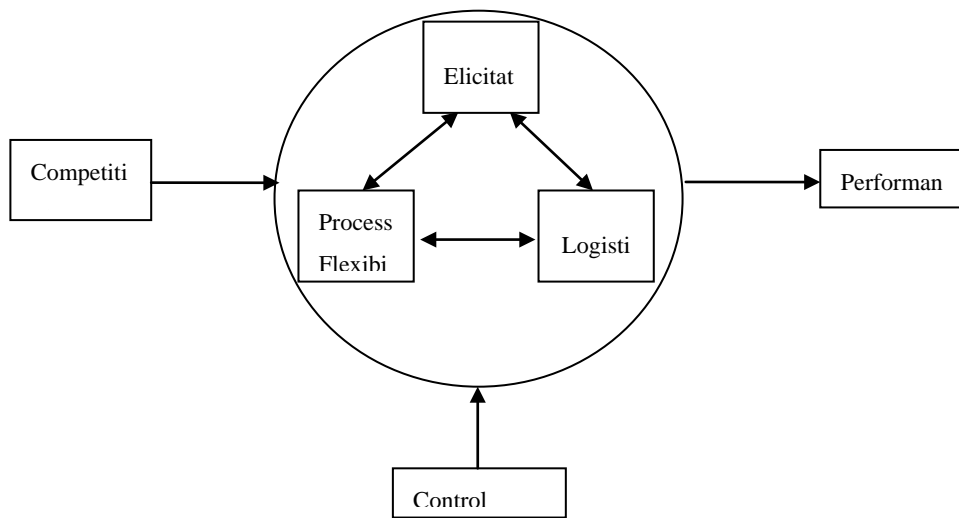 Elicitat
Competiti
Process
Flexibi
Logisti
Performan
Control